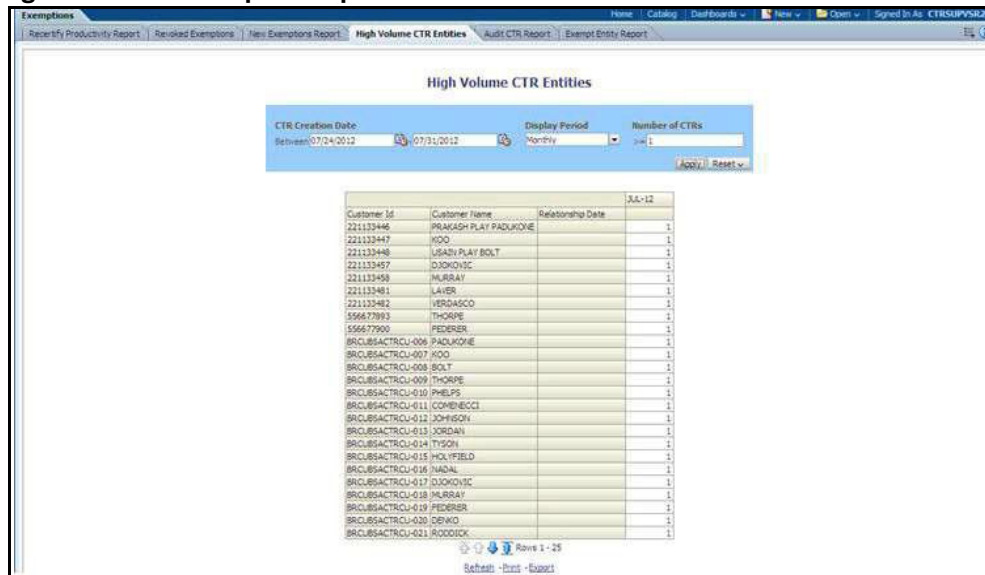 Exemptions Home Catalog Dashboards New Open Signed In As CTRSUPVSR2
Recertify Productivity Report Revoked Exemptions New Exemptions Report High Volume CTR Entities Audit CTR Report Exempt Entity Report
High Volume CTR Entities
CTR Creation Date Display Period Number of CTRs
Between 07/24/2012 - 07/31/2012 Monthly >= 1
Apply Reset
JUL-12
Customer Id Customer Name Relationship Date
221133446 PRAKASH PLAY PADUKONE 1
221133447 KOO 1
221133448 USAIN PLAY BOLT 1
221133457 DJOKOVIC 1
221133458 MURRAY 1
221133481 LAVER 1
221133482 VERDASCO 1
556677893 THORPE 1
556677900 FEDERER 1
BRCUBSACTRCU-006 PADUKONE 1
BRCUBSACTRCU-007 KOO 1
BRCUBSACTRCU-008 BOLT 1
BRCUBSACTRCU-009 THORPE 1
BRCUBSACTRCU-010 PHELPS 1
BRCUBSACTRCU-011 COMENECCI 1
BRCUBSACTRCU-012 JOHNSON 1
BRCUBSACTRCU-013 JORDAN 1
BRCUBSACTRCU-014 TYSON 1
BRCUBSACTRCU-015 HOLYFIELD 1
BRCUBSACTRCU-016 NADAL 1
BRCUBSACTRCU-017 DJOKOVIC 1
BRCUBSACTRCU-018 MURRAY 1
BRCUBSACTRCU-019 FEDERER 1
BRCUBSACTRCU-020 DENKO 1
BRCUBSACTRCU-021 RODDICK 1
Rows 1 - 25
Refresh - Print - Export